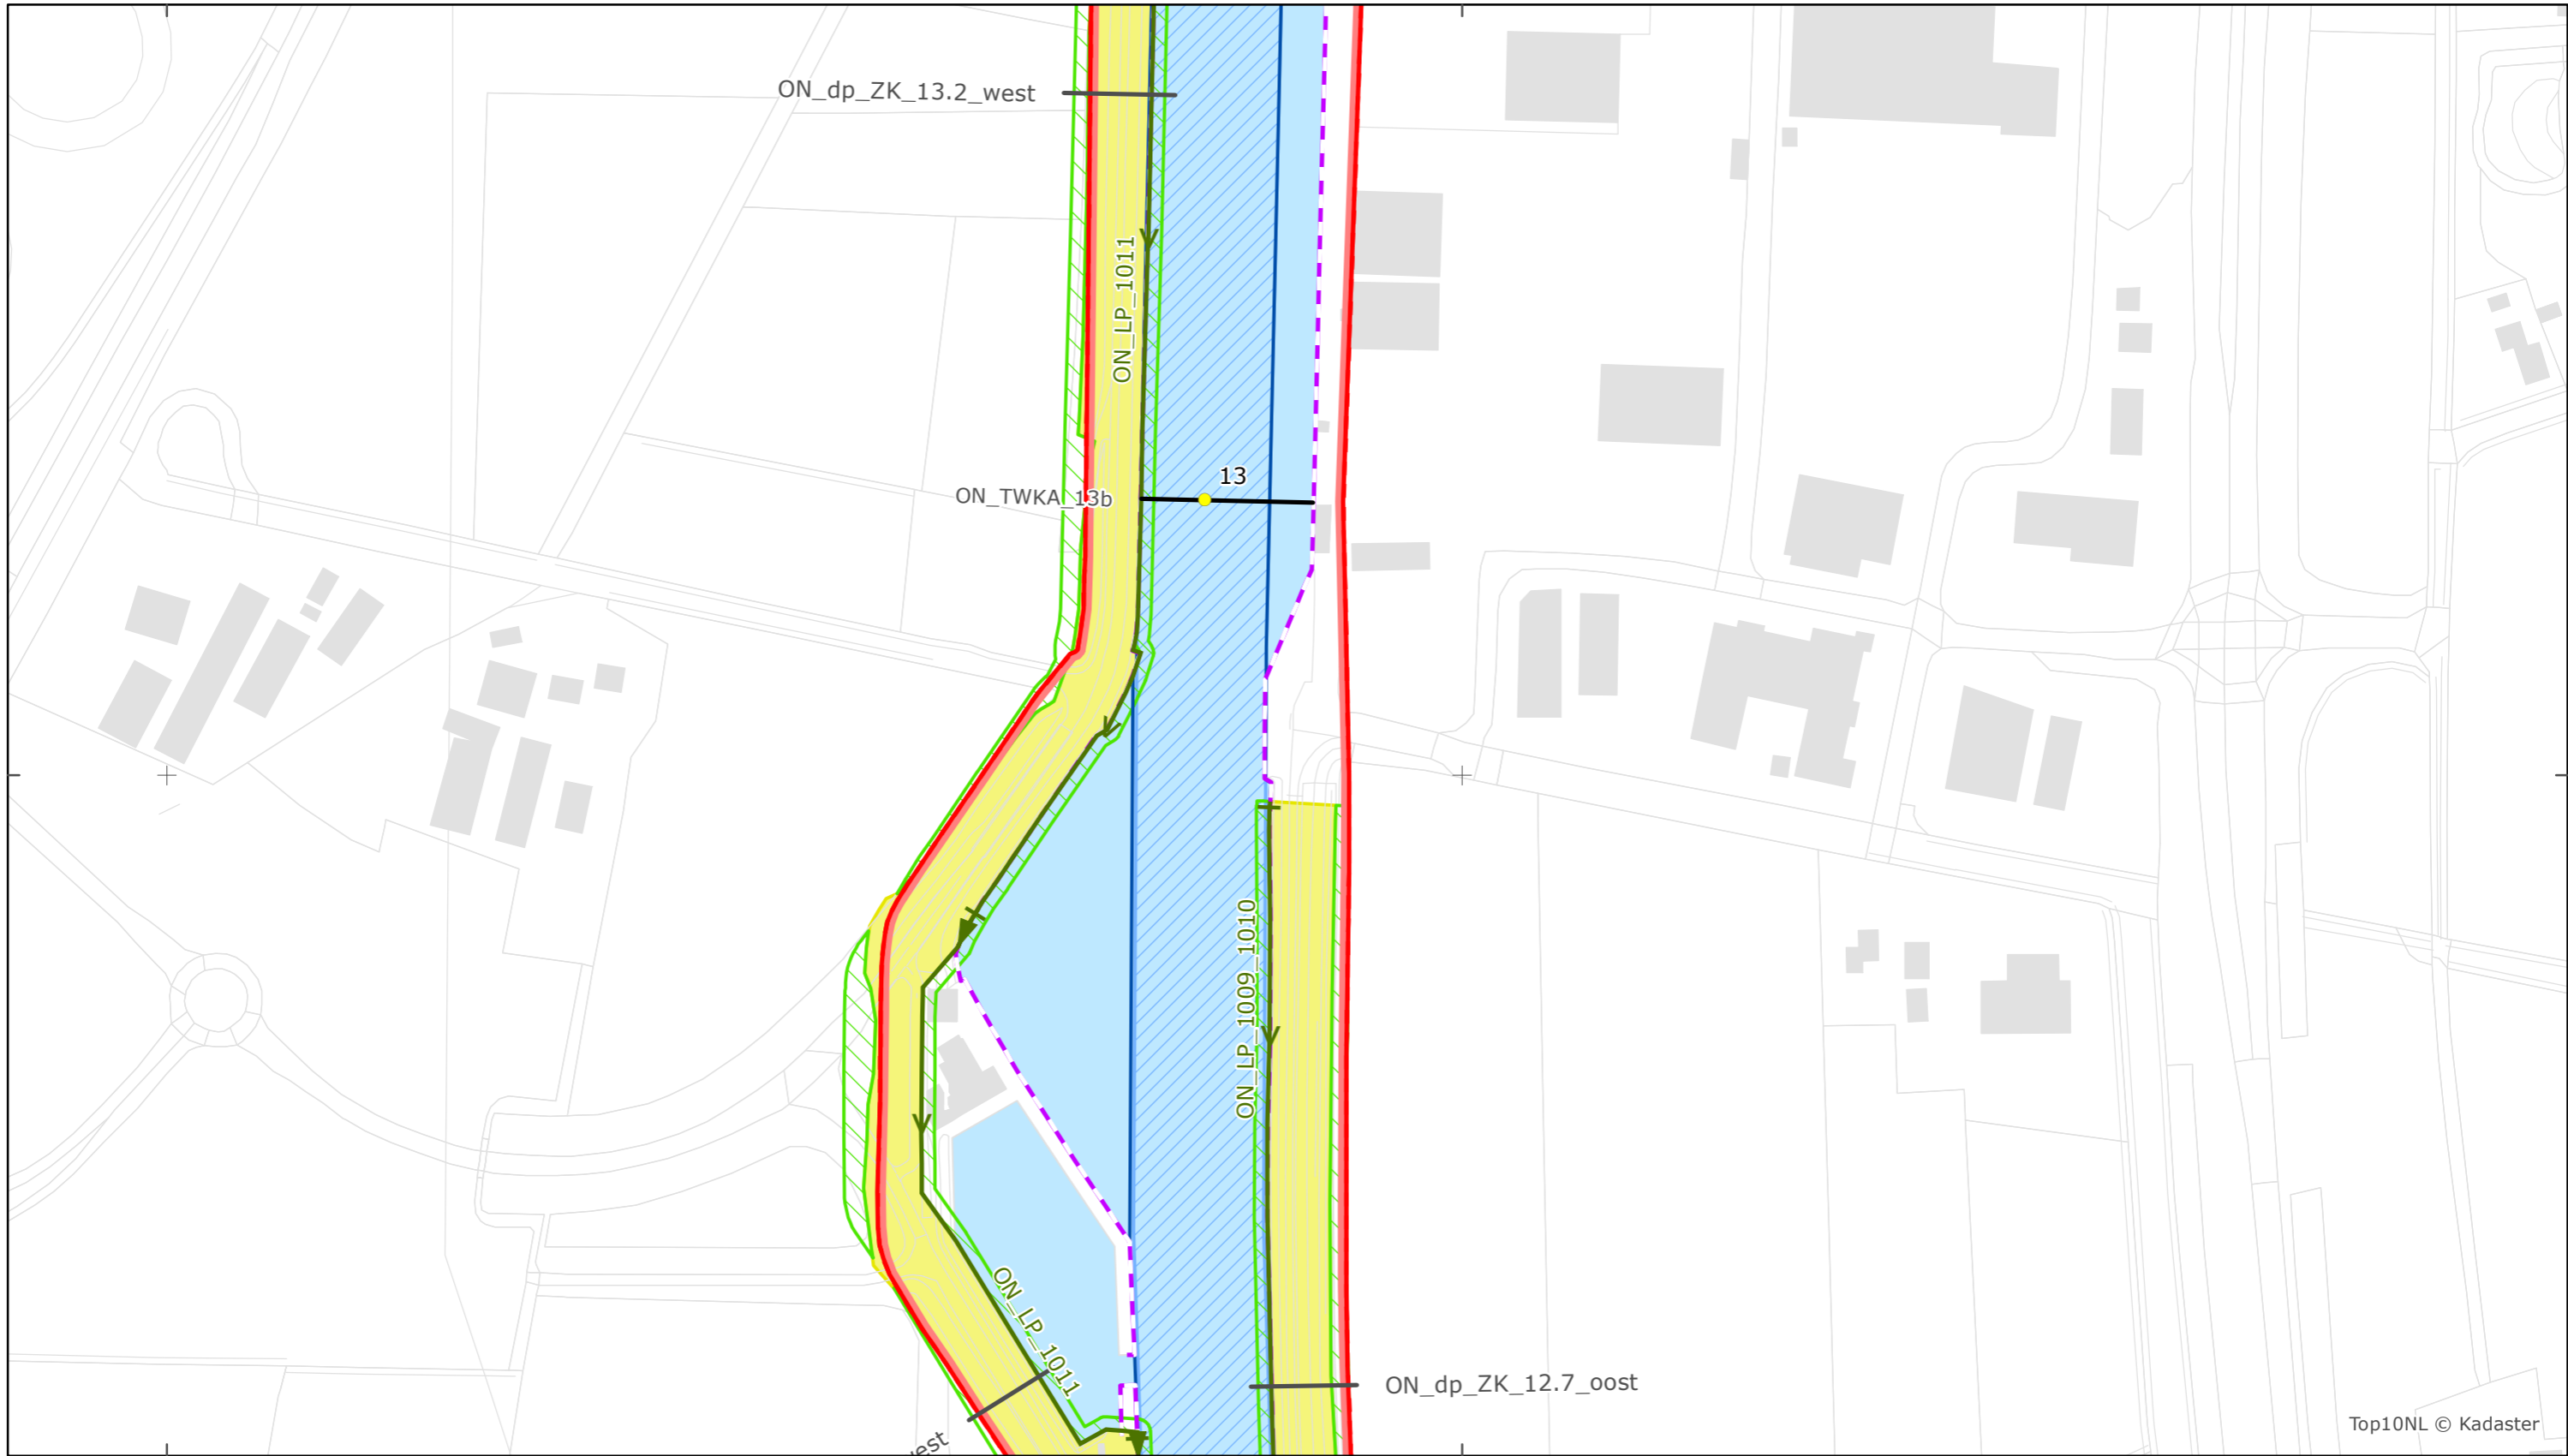 ON_dp_ZK_13.2_west
ON_LP_1011
13
ON_TWKA_13b
ON_LP_1009_1010
ON_LP_1011
ON_dp_ZK_12.7_oost
Top10NL © Kadaster